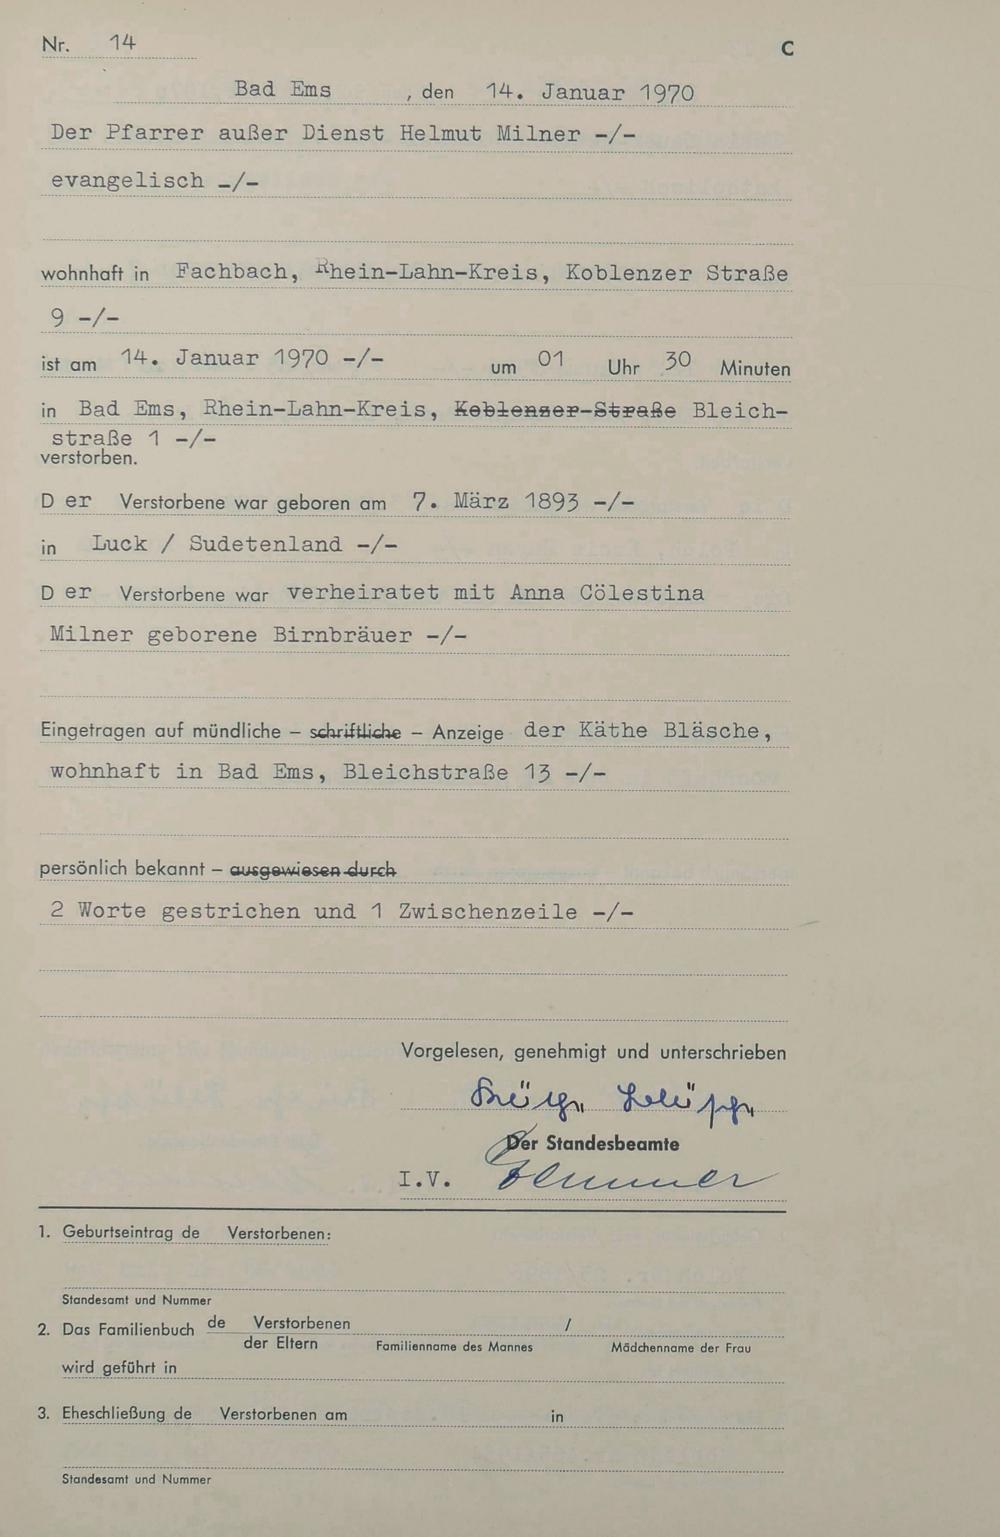 Nr. 14 C
Bad Ems , den 14. Januar 1970
Der Pfarrer außer Dienst Helmut Milner -/-
evangelisch -/-
wohnhaft in Fachbach, Rhein-Lahn-Kreis, Koblenzer Straße
9 -/-
ist am 14. Januar 1970 -/- um 01 Uhr 30 Minuten
in Bad Ems, Rhein-Lahn-Kreis, Koblenzer-Straße Bleich-
straße 1 -/-
verstorben.
D er Verstorbene war geboren am 7. März 1893 -/-
in Luck / Sudetenland -/-
D er Verstorbene war verheiratet mit Anna Cölestina
Milner geborene Birnbräuer -/-
Eingetragen auf mündliche – schriftliche – Anzeige der Käthe Bläsche,
wohnhaft in Bad Ems, Bleichstraße 13 -/-
persönlich bekannt – ausgewiesen durch
2 Worte gestrichen und 1 Zwischenzeile -/-
Vorgelesen, genehmigt und unterschrieben
Der Standesbeamte
I.V.
1. Geburtseintrag de Verstorbenen:
Standesamt und Nummer
2. Das Familienbuch de Verstorbenen /
der Eltern Familienname des Mannes Mädchenname der Frau
wird geführt in
3. Eheschließung de Verstorbenen am in
Standesamt und Nummer